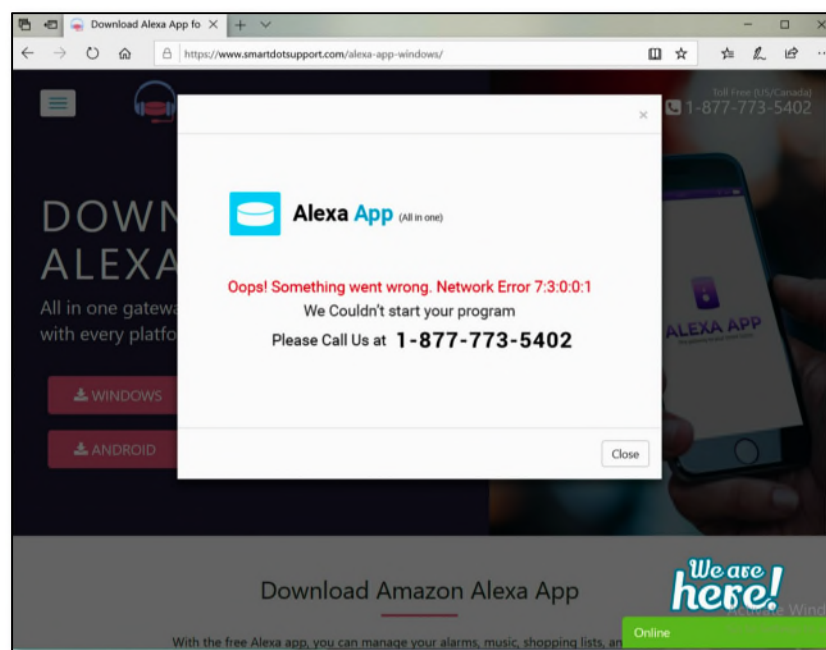 Download Alexa App fo
https://www.smartdotsupport.com/alexa-app-windows/
Toll Free (US/Canada)
1-877-773-5402
Alexa App (All in one)
Oops! Something went wrong. Network Error 7:3:0:0:1
We Couldn't start your program
Please Call Us at 1-877-773-5402
Close
DOWN
ALEXA
All in one gatewa
with every platfo
WINDOWS
ANDROID
ALEXA APP
Download Amazon Alexa App
With the free Alexa app, you can manage your alarms, music, shopping lists, an
We are
here!
Activate Wind
Online